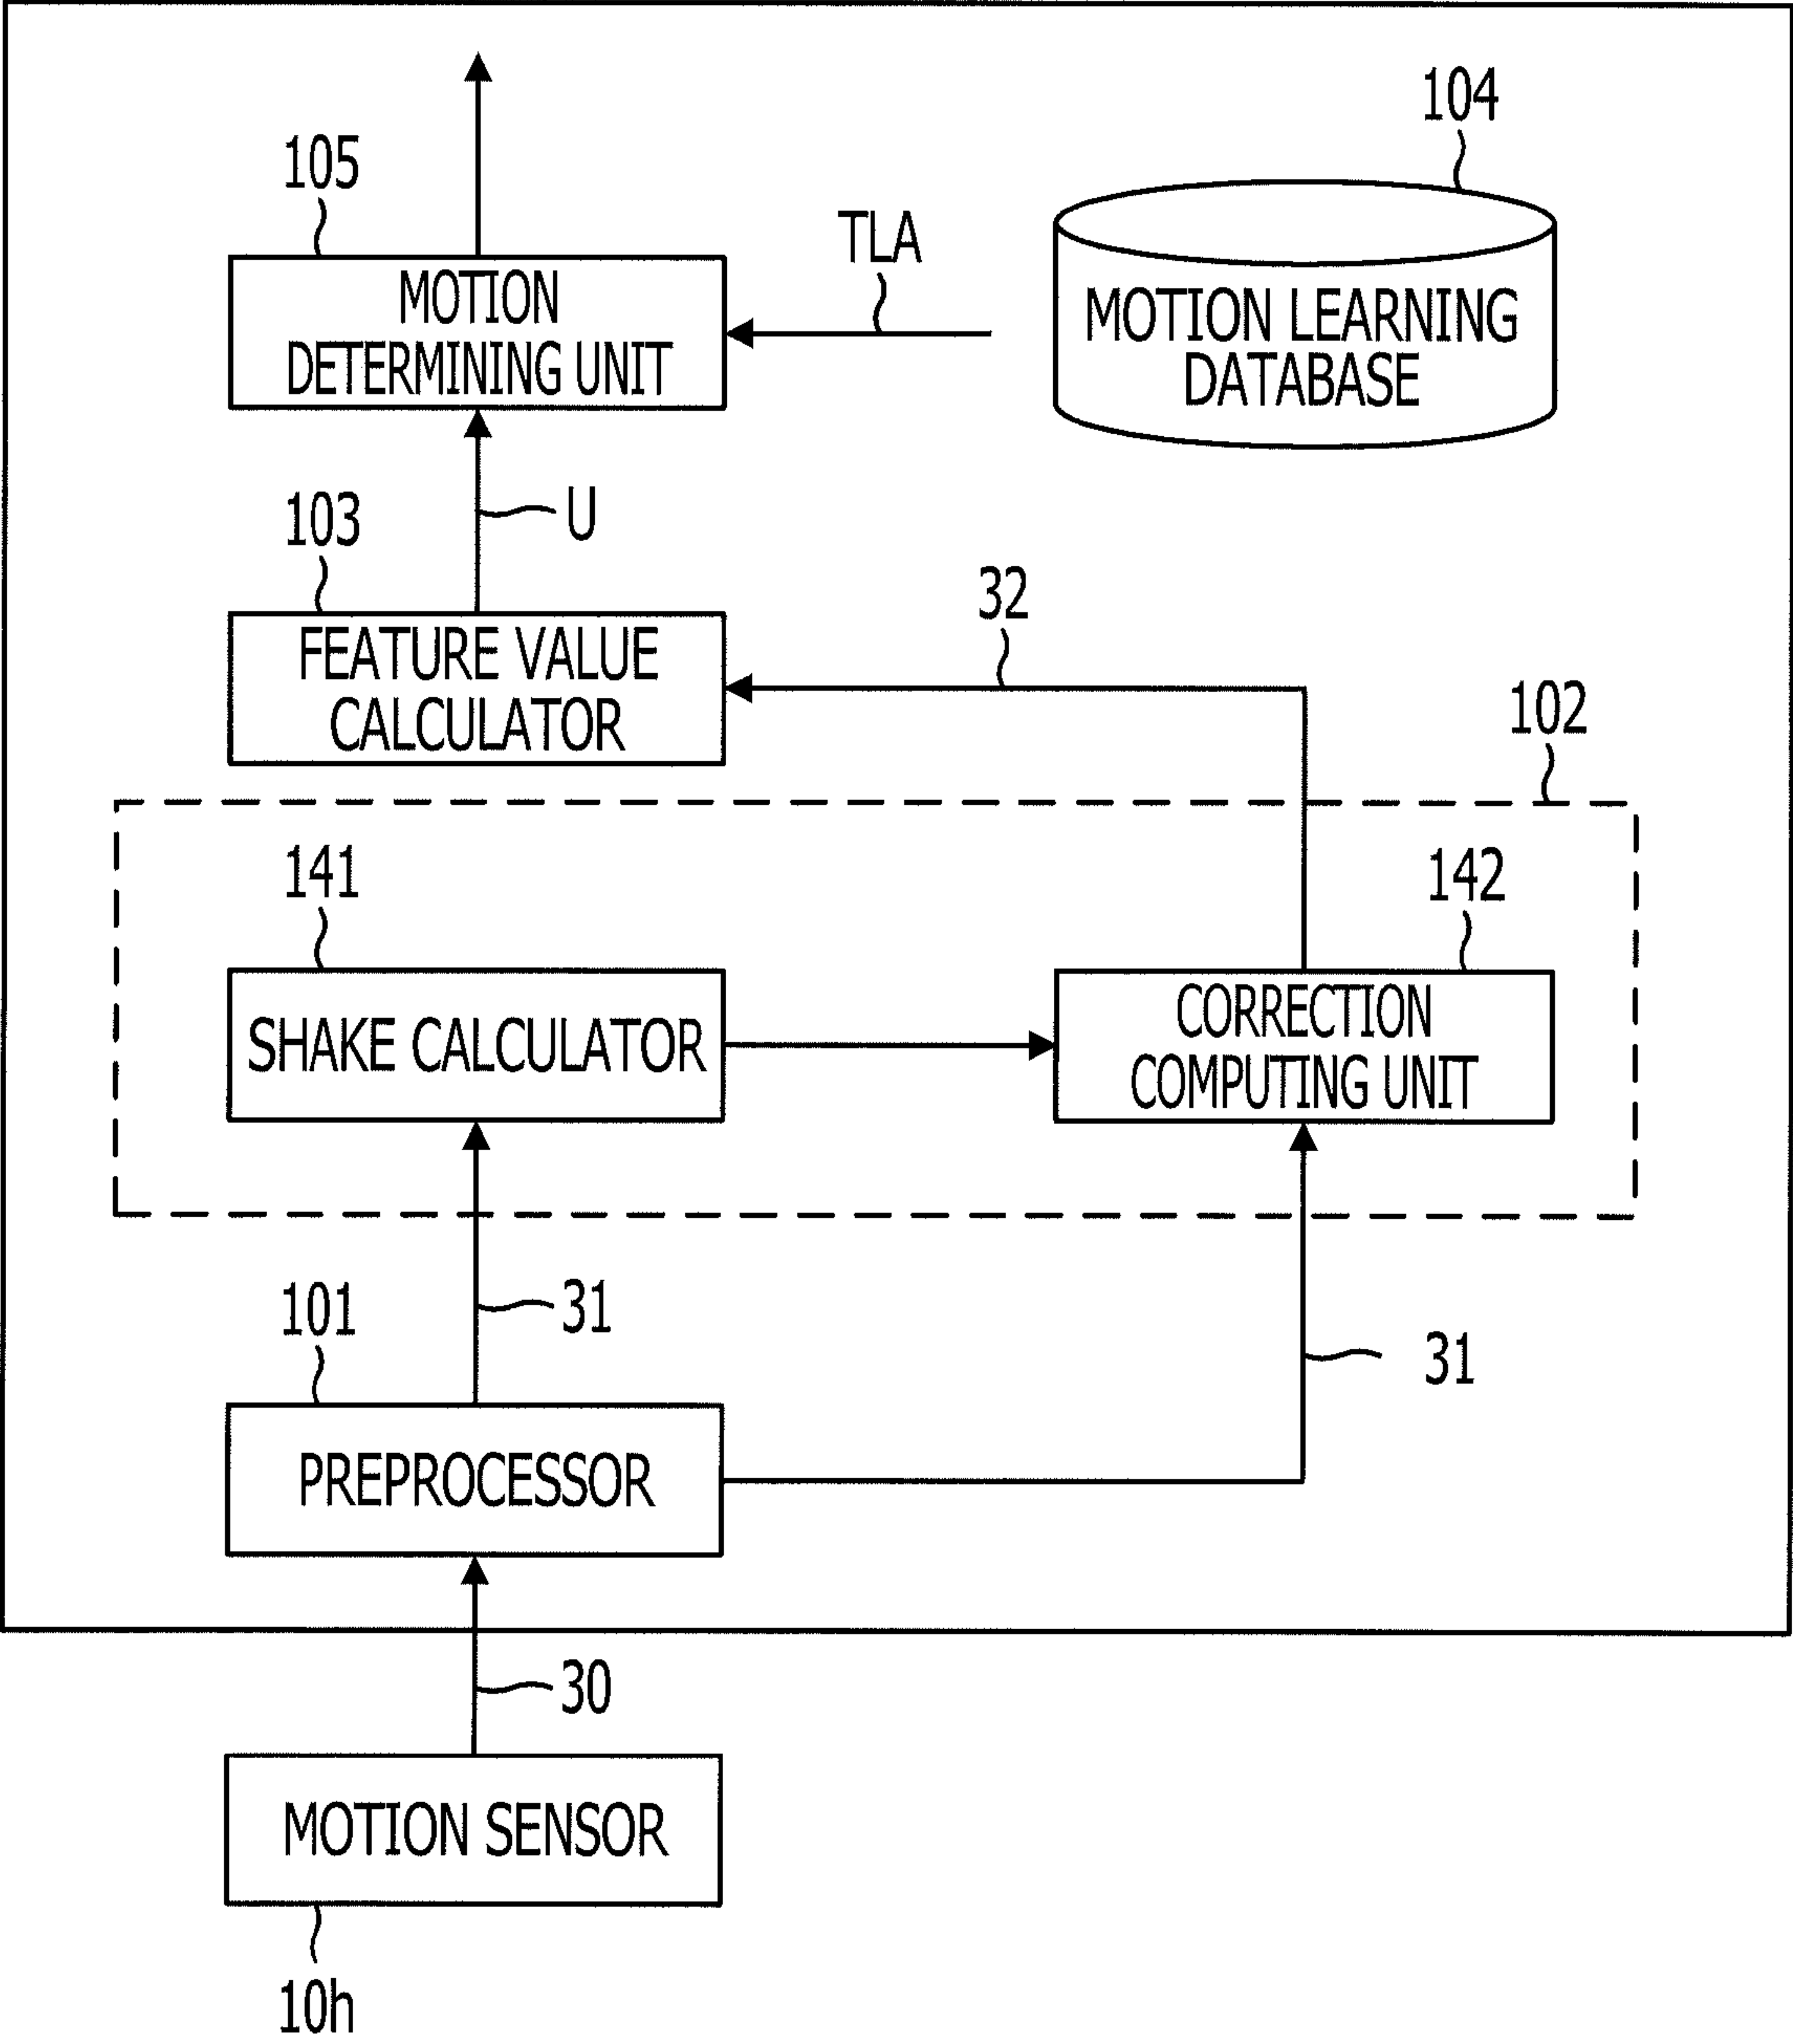 104
105
TLA
MOTION
DETERMINING UNIT
MOTION LEARNING
DATABASE
U
103
32
FEATURE VALUE
CALCULATOR
102
141
142
SHAKE CALCULATOR
CORRECTION
COMPUTING UNIT
101
31
31
PREPROCESSOR
30
MOTION SENSOR
10h